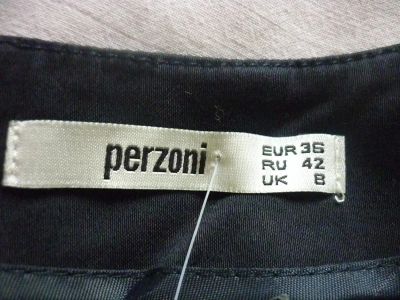 perzoni
EUR 36
RU 42
UK 8